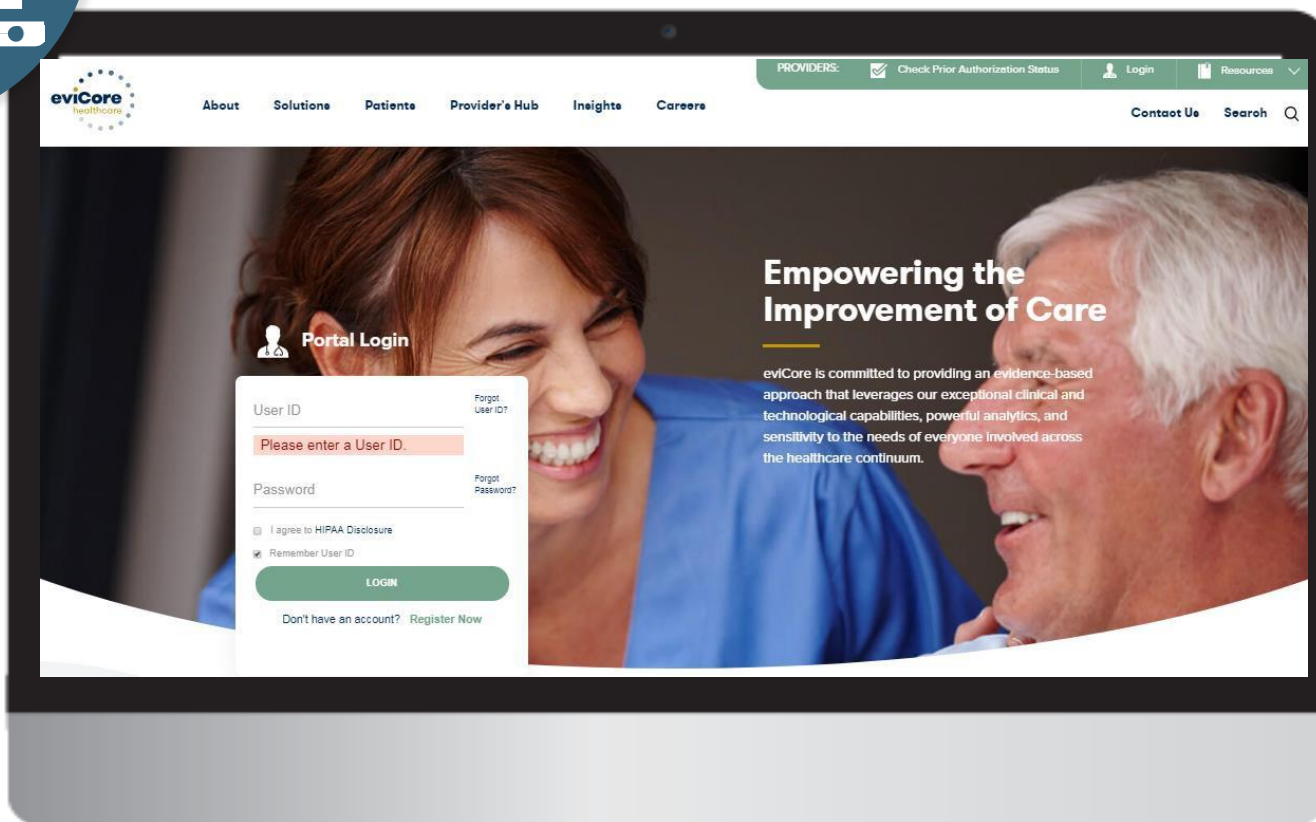 PROVIDERS: Check Prior Authorization Status Login Resources
eviCore
healthcare
About Solutions Patients Provider's Hub Insights Careers
Contact Us Search
Empowering the
Improvement of Care
eviCore is committed to providing an evidence-based
approach that leverages our exceptional clinical and
technological capabilities, powerful analytics, and
sensitivity to the needs of everyone involved across
the healthcare continuum.
Portal Login
User ID
Forgot
User ID?
Please enter a User ID.
Password
Forgot
Password?
I agree to HIPAA Disclosure
Remember User ID
LOGIN
Don't have an account? Register Now